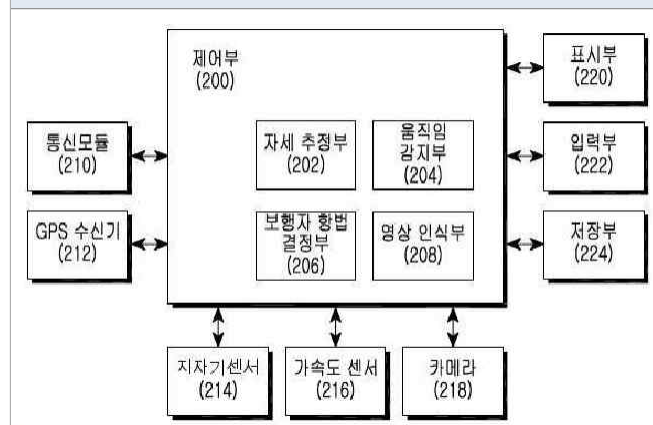 제어부
(200)
표시부
(220)
통신모듈
(210)
자세 추정부
(202)
움직임
감지부
(204)
입력부
(222)
GPS 수신기
(212)
보행자 항법
결정부
(206)
영상 인식부
(208)
저장부
(224)
지자기센서
(214)
가속도 센서
(216)
카메라
(218)